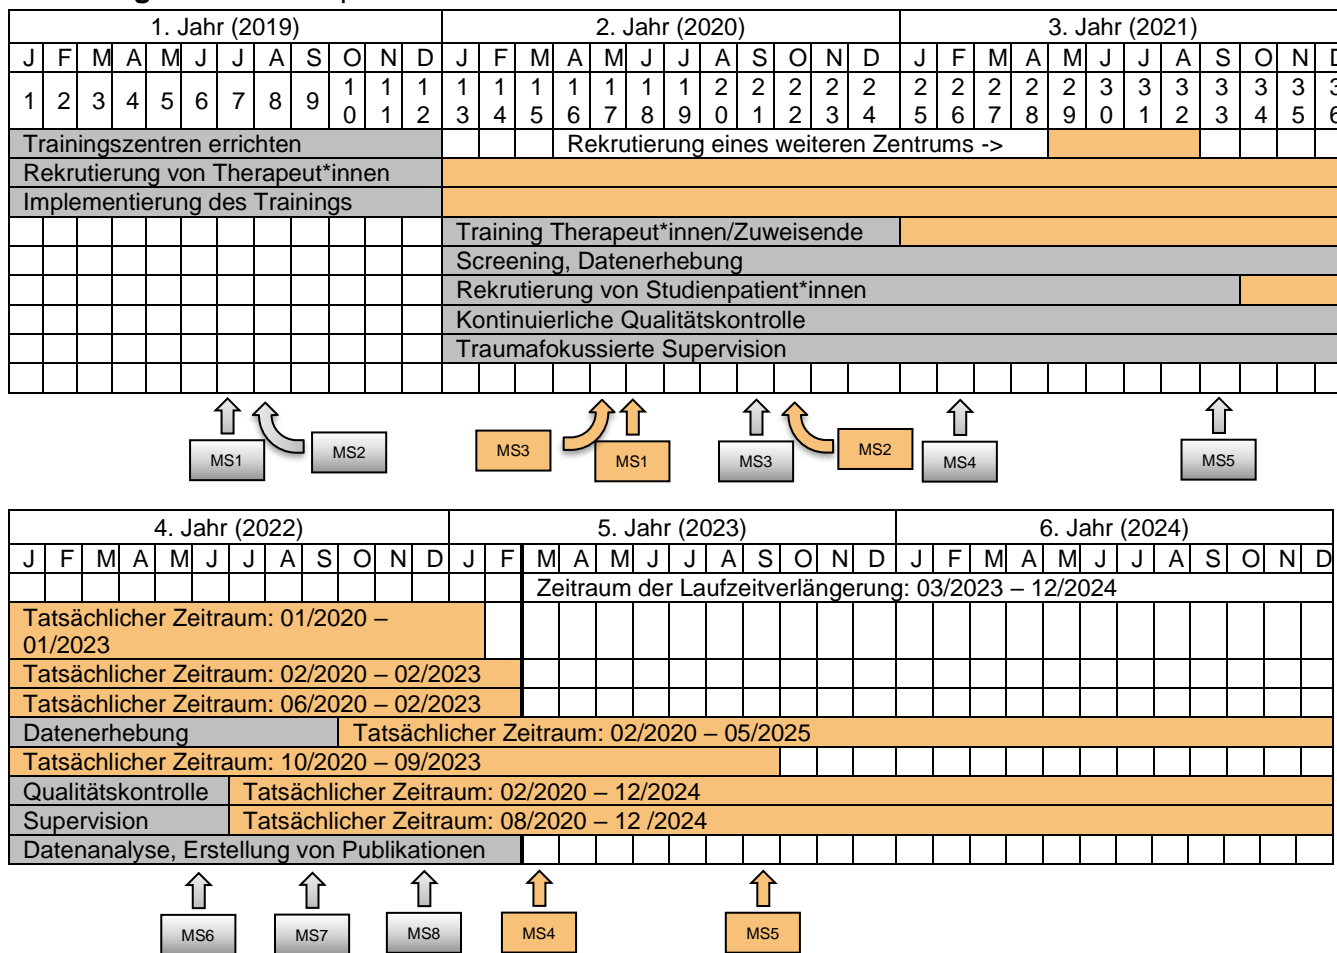 1. Jahr (2019) 2. Jahr (2020) 3. Jahr (2021)
J F M A M J J A S O N D J F M A M J J A S O N D J F M A M J J A S O N D
1 2 3 4 5 6 7 8 9 10 11 12 13 14 15 16 17 18 19 20 21 22 23 24 25 26 27 28 29 30 31 32 33 34 35 36
Trainingszentren errichten Rekrutierung eines weiteren Zentrums ->
Rekrutierung von Therapeut*innen
Implementierung des Trainings
Training Therapeut*innen/Zuweisende
Screening, Datenerhebung
Rekrutierung von Studienpatient*innen
Kontinuierliche Qualitätskontrolle
Traumafokussierte Supervision
MS1 MS2 MS3 MS1 MS3 MS2 MS4 MS5
4. Jahr (2022) 5. Jahr (2023) 6. Jahr (2024)
J F M A M J J A S O N D J F M A M J J A S O N D J F M A M J J A S O N D
Zeitraum der Laufzeitverlängerung: 03/2023 – 12/2024
Tatsächlicher Zeitraum: 01/2020 –
01/2023
Tatsächlicher Zeitraum: 02/2020 – 02/2023
Tatsächlicher Zeitraum: 06/2020 – 02/2023
Datenerhebung Tatsächlicher Zeitraum: 02/2020 – 05/2025
Tatsächlicher Zeitraum: 10/2020 – 09/2023
Qualitätskontrolle Tatsächlicher Zeitraum: 02/2020 – 12/2024
Supervision Tatsächlicher Zeitraum: 08/2020 – 12 /2024
Datenanalyse, Erstellung von Publikationen
MS6 MS7 MS8 MS4 MS5